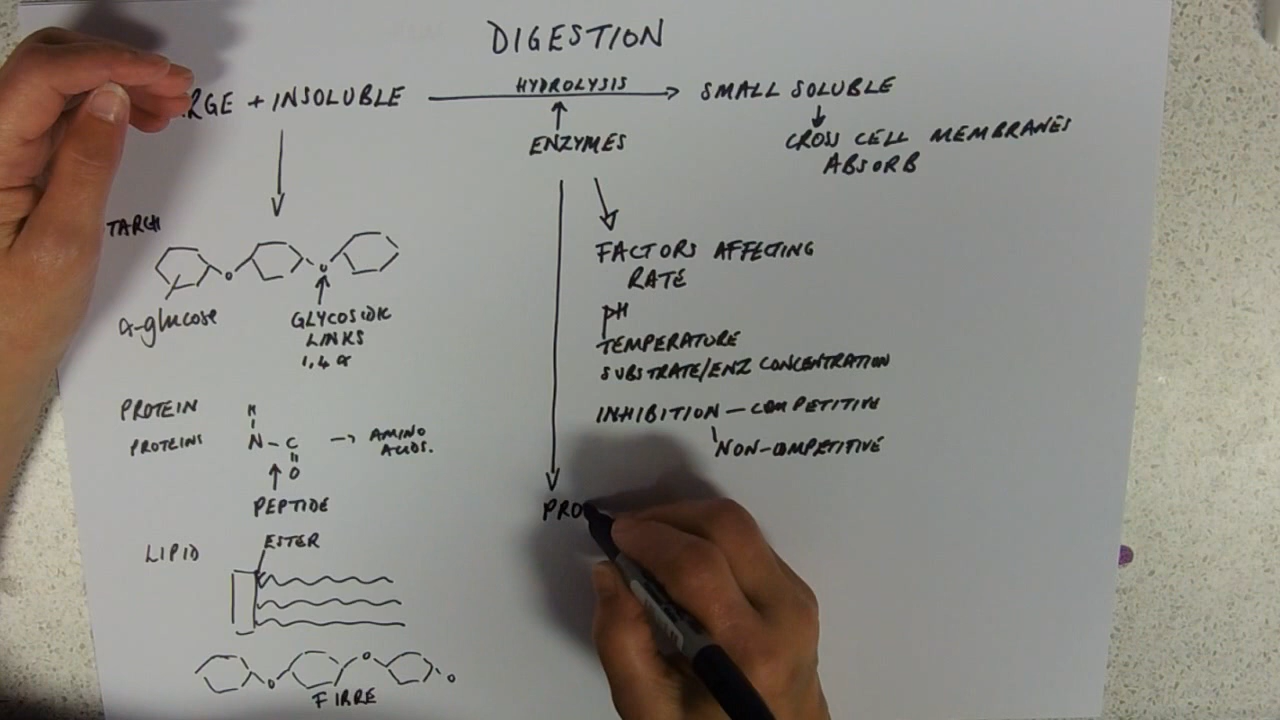 DIGESTION
RGE + INSOLUBLE
HYDROLYSIS
SMALL SOLUBLE
ENZYMES
CROSS CELL MEMBRANES
ABSORB
TARCH
α-glucose
GLYCOSIDIC
LINKS
1,4 α
FACTORS AFFECTING
RATE
pH
TEMPERATURE
SUBSTRATE/ENZ CONCENTRATION
INHIBITION - COMPETITIVE
NON-COMPETITIVE
PROTEIN
PROTEINS
H
N - C
O
→ AMINO
ACIDS.
PEPTIDE
PRO
LIPID
ESTER
FIBRE